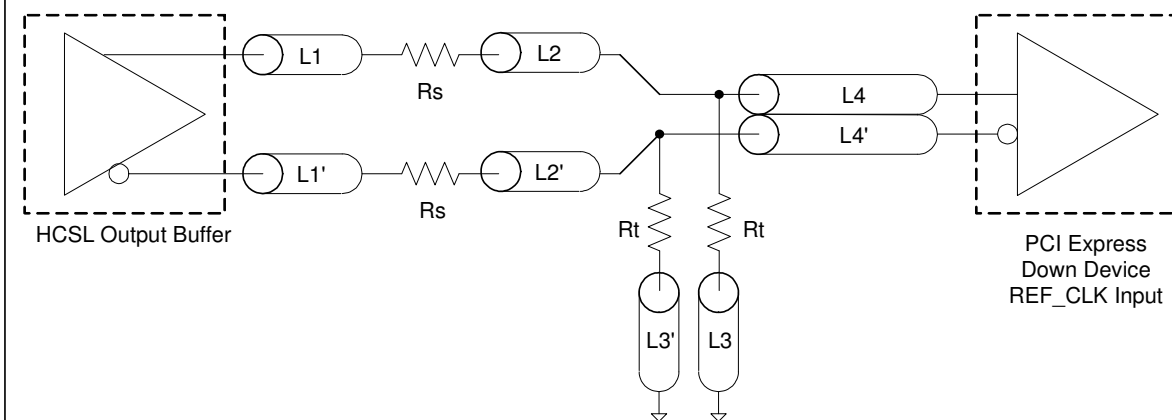 L1
Rs
L2
L4
L4'
L1'
Rs
L2'
HCSL Output Buffer
Rt
Rt
L3'
L3
PCI Express
Down Device
REF_CLK Input